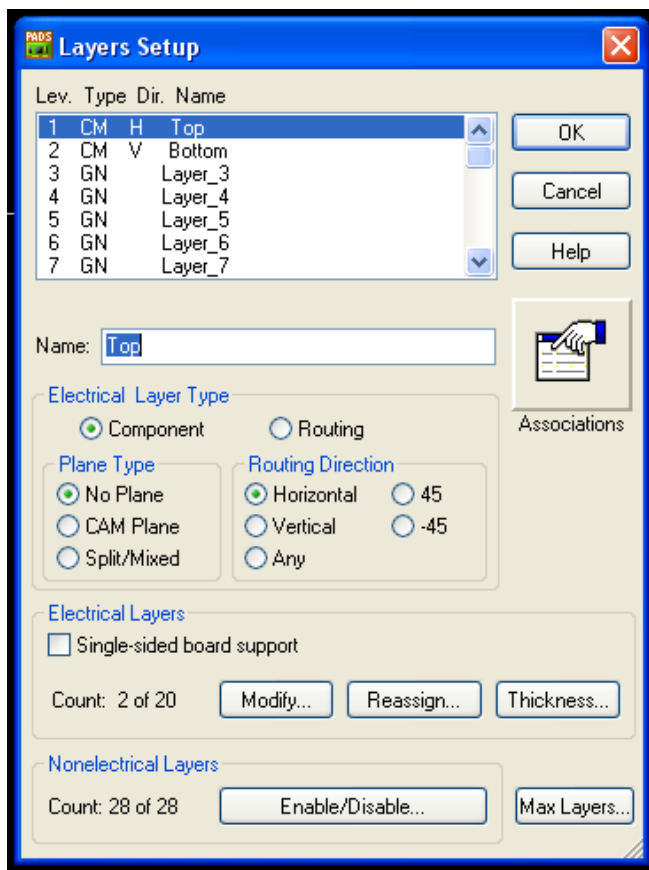 PADS Layers Setup
Lev. Type Dir. Name
1 CM H Top
2 CM V Bottom
3 GN Layer_3
4 GN Layer_4
5 GN Layer_5
6 GN Layer_6
7 GN Layer_7
OK
Cancel
Help
Name: Top
Associations
Electrical Layer Type
Component Routing
Plane Type
No Plane
CAM Plane
Split/Mixed
Routing Direction
Horizontal 45
Vertical -45
Any
Electrical Layers
Single-sided board support
Count: 2 of 20 Modify... Reassign... Thickness...
Nonelectrical Layers
Count: 28 of 28 Enable/Disable... Max Layers...